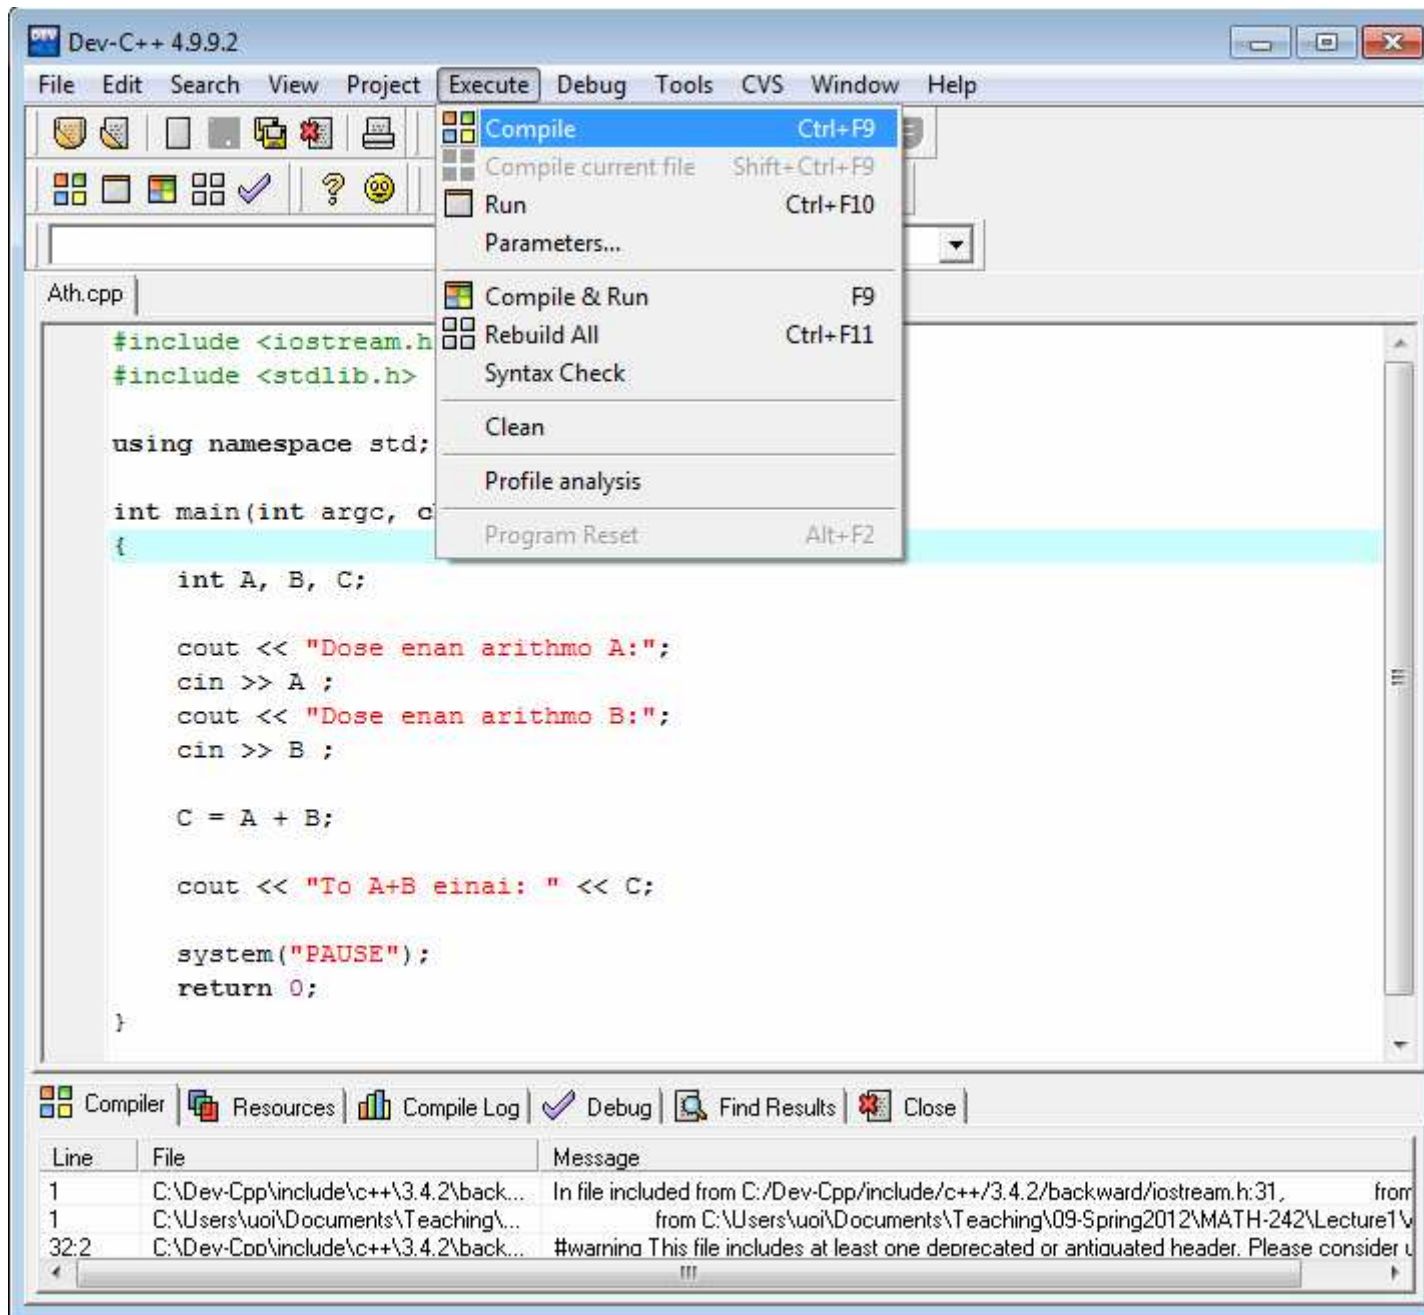 Dev-C++ 4.9.9.2
File Edit Search View Project Execute Debug Tools CVS Window Help
Compile Ctrl+F9
Compile current file Shift+Ctrl+F9
Run Ctrl+F10
Parameters...
Compile & Run F9
Rebuild All Ctrl+F11
Syntax Check
Clean
Profile analysis
Program Reset Alt+F2
Ath.cpp
#include <iostream.h
#include <stdlib.h>
using namespace std;
int main(int argc, c
{
int A, B, C;
cout << "Dose enan arithmo A:";
cin >> A ;
cout << "Dose enan arithmo B:";
cin >> B ;
C = A + B;
cout << "To A+B einai: " << C;
system("PAUSE");
return 0;
}
Compiler Resources Compile Log Debug Find Results Close
Line File Message
1 C:\Dev-Cpp\include\c++\3.4.2\back... In file included from C:/Dev-Cpp/include/c++/3.4.2/backward/iostream.h:31, from
1 C:\Users\uoi\Documents\Teaching\... from C:\Users\uoi\Documents\Teaching\09-Spring2012\MATH-242\Lecture1\
32:2 C:\Dev-Cpp\include\c++\3.4.2\back... #warning This file includes at least one deprecated or antiquated header. Please consider